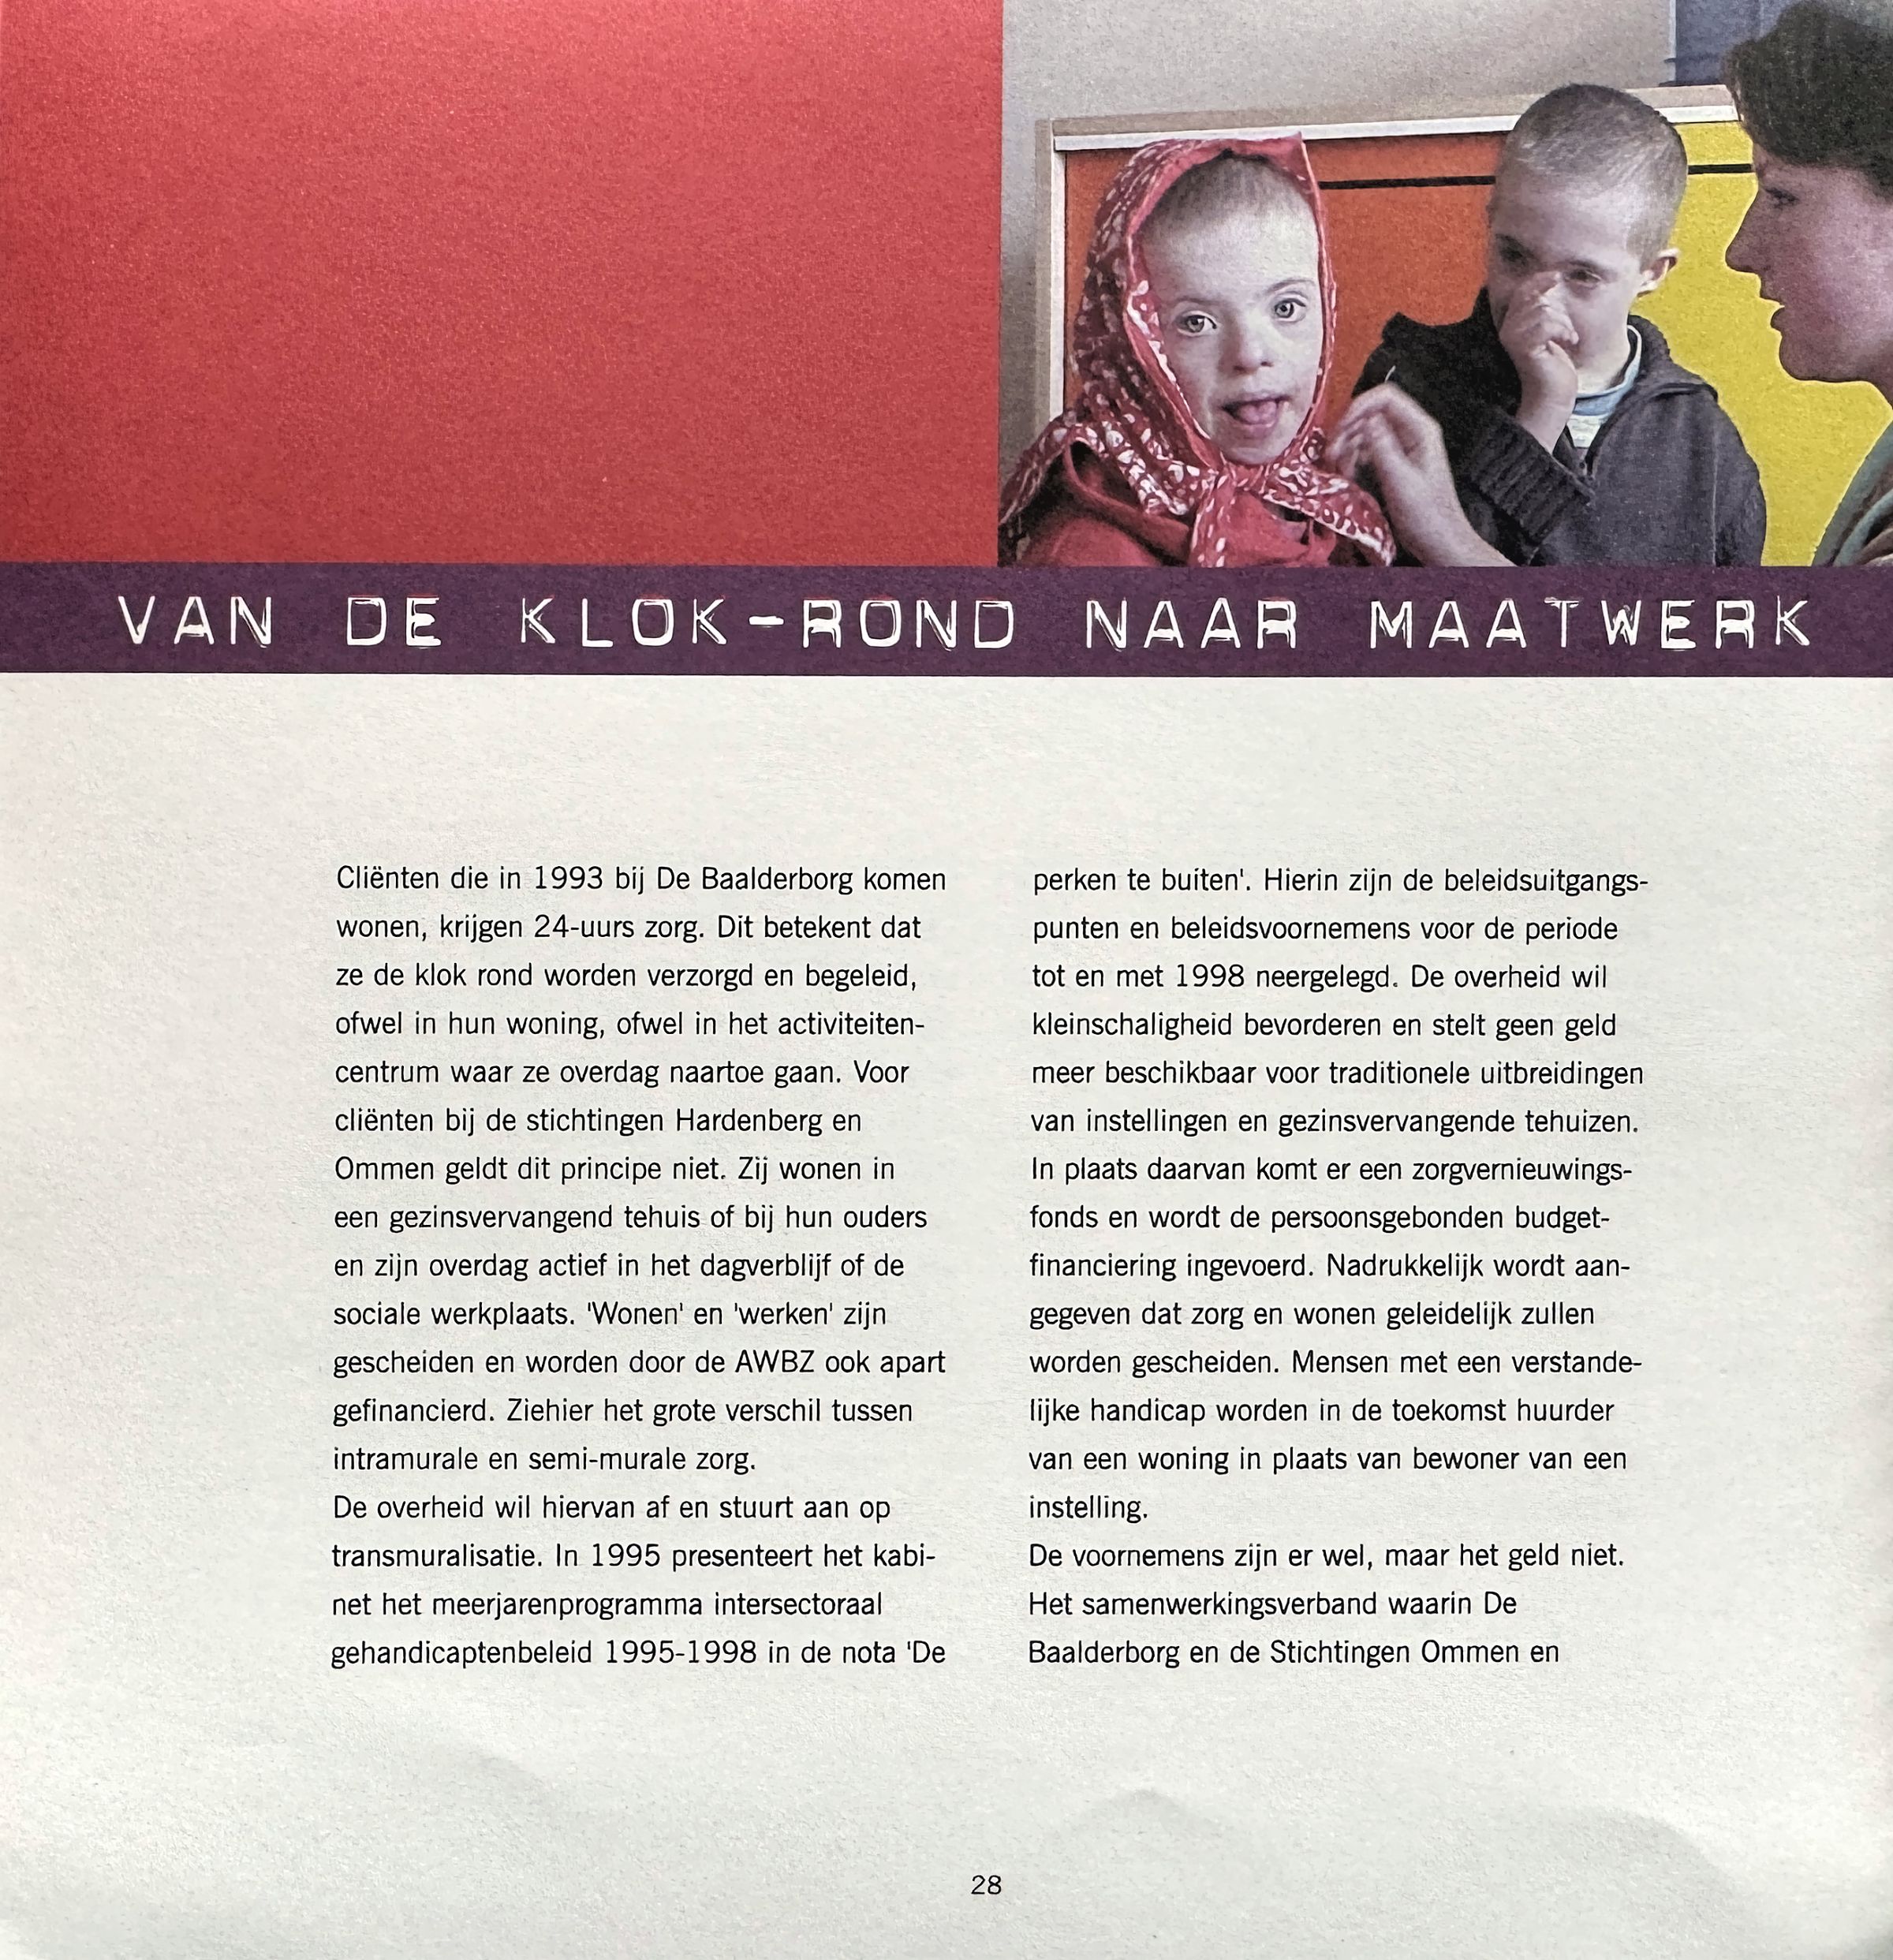 VAN DE KLOK-ROND NAAR MAATWERK
Cliënten die in 1993 bij De Baalderborg komen
wonen, krijgen 24-uurs zorg. Dit betekent dat
ze de klok rond worden verzorgd en begeleid,
ofwel in hun woning, ofwel in het activiteiten-
centrum waar ze overdag naartoe gaan. Voor
cliënten bij de stichtingen Hardenberg en
Ommen geldt dit principe niet. Zij wonen in
een gezinsvervangend tehuis of bij hun ouders
en zijn overdag actief in het dagverblijf of de
sociale werkplaats. 'Wonen' en 'werken' zijn
gescheiden en worden door de AWBZ ook apart
gefinancierd. Ziehier het grote verschil tussen
intramurale en semi-murale zorg.
De overheid wil hiervan af en stuurt aan op
transmuralisatie. In 1995 presenteert het kabi-
net het meerjarenprogramma intersectoraal
gehandicaptenbeleid 1995-1998 in de nota 'De
perken te buiten'. Hierin zijn de beleidsuitgangs-
punten en beleidsvoornemens voor de periode
tot en met 1998 neergelegd. De overheid wil
kleinschaligheid bevorderen en stelt geen geld
meer beschikbaar voor traditionele uitbreidingen
van instellingen en gezinsvervangende tehuizen.
In plaats daarvan komt er een zorgvernieuwings-
fonds en wordt de persoonsgebonden budget-
financiering ingevoerd. Nadrukkelijk wordt aan-
gegeven dat zorg en wonen geleidelijk zullen
worden gescheiden. Mensen met een verstande-
lijke handicap worden in de toekomst huurder
van een woning in plaats van bewoner van een
instelling.
De voornemens zijn er wel, maar het geld niet.
Het samenwerkingsverband waarin De
Baalderborg en de Stichtingen Ommen en
28